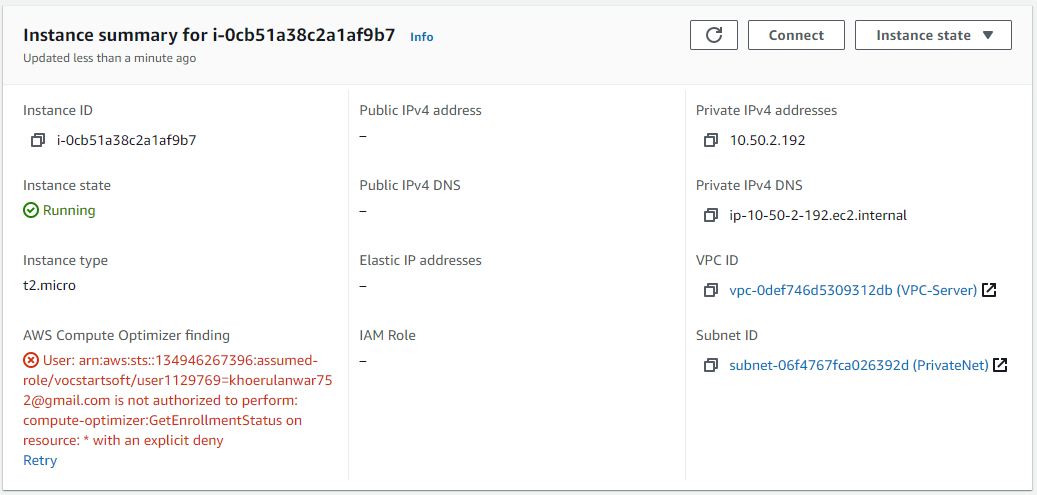 Instance summary for i-0cb51a38c2a1af9b7 Info
Updated less than a minute ago
Connect
Instance state
Instance ID
i-0cb51a38c2a1af9b7
Public IPv4 address
–
Private IPv4 addresses
10.50.2.192
Instance state
Running
Public IPv4 DNS
–
Private IPv4 DNS
ip-10-50-2-192.ec2.internal
Instance type
t2.micro
Elastic IP addresses
–
VPC ID
vpc-0def746d5309312db (VPC-Server)
AWS Compute Optimizer finding
User: arn:aws:sts::134946267396:assumed-
role/vocstartsoft/user1129769=khoerulanwar75
2@gmail.com is not authorized to perform:
compute-optimizer:GetEnrollmentStatus on
resource: * with an explicit deny
Retry
IAM Role
–
Subnet ID
subnet-06f4767fca026392d (PrivateNet)